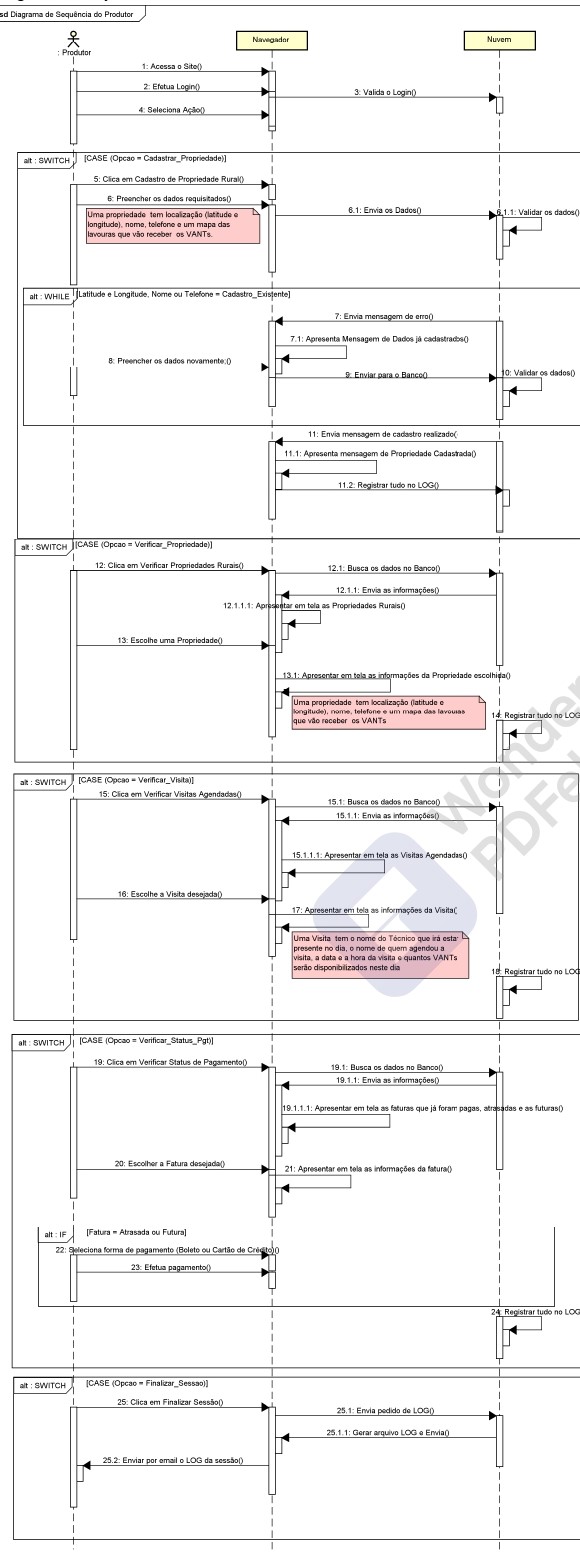 sd Diagrama de Sequência do Produtor
: Produtor
Navegador
Nuvem
1: Acessa o Site()
2: Efetua Login()
3: Valida o Login()
4: Seleciona Ação()
alt : SWITCH
[CASE (Opcao = Cadastrar_Propriedade)]
5: Clica em Cadastro de Propriedade Rural()
6: Preencher os dados requisitados()
6.1: Envia os Dados()
6.1.1: Validar os dados()
Uma propriedade tem localização (latitude e
longitude), nome, telefone e um mapa das
lavouras que vão receber os VANTs.
alt : WHILE
[Latitude e Longitude, Nome ou Telefone = Cadastro_Existente]
7: Envia mensagem de erro()
7.1: Apresenta Mensagem de Dados já cadastrados()
8: Preencher os dados novamente;()
9: Enviar para o Banco()
10: Validar os dados()
11: Envia mensagem de cadastro realizado(
11.1: Apresenta mensagem de Propriedade Cadastrada()
11.2: Registrar tudo no LOG()
alt : SWITCH
[CASE (Opcao = Verificar_Propriedade)]
12: Clica em Verificar Propriedades Rurais()
12.1: Busca os dados no Banco()
12.1.1: Envia as informações()
12.1.1.1: Apresentar em tela as Propriedades Rurais()
13: Escolhe uma Propriedade()
13.1: Apresentar em tela as informações da Propriedade escolhida()
Uma propriedade tem localização (latitude e
longitude), nome, telefone e um mapa das lavouras
que vão receber os VANTs
14: Registrar tudo no LOG
alt : SWITCH
[CASE (Opcao = Verificar_Visita)]
15: Clica em Verificar Visitas Agendadas()
15.1: Busca os dados no Banco()
15.1.1: Envia as informações()
15.1.1.1: Apresentar em tela as Visitas Agendadas()
16: Escolhe a Visita desejada()
17: Apresentar em tela as informações da Visita(
Uma Visita tem o nome do Técnico que irá estar
presente no dia, o nome de quem agendou a
visita, a data e a hora da visita e quantos VANTs
serão disponibilizados neste dia
18: Registrar tudo no LOG
alt : SWITCH
[CASE (Opcao = Verificar_Status_Pgt)]
19: Clica em Verificar Status de Pagamento()
19.1: Busca os dados no Banco()
19.1.1: Envia as informações()
19.1.1.1: Apresentar em tela as faturas que já foram pagas, atrasadas e as futuras()
20: Escolher a Fatura desejada()
21: Apresentar em tela as informações da fatura()
alt : IF
[Fatura = Atrasada ou Futura]
22: Seleciona forma de pagamento (Boleto ou Cartão de Crédito)()
23: Efetua pagamento()
24: Registrar tudo no LOG
alt : SWITCH
[CASE (Opcao = Finalizar_Sessao)]
25: Clica em Finalizar Sessão()
25.1: Envia pedido de LOG()
25.1.1: Gerar arquivo LOG e Envia()
25.2: Enviar por email o LOG da sessão()